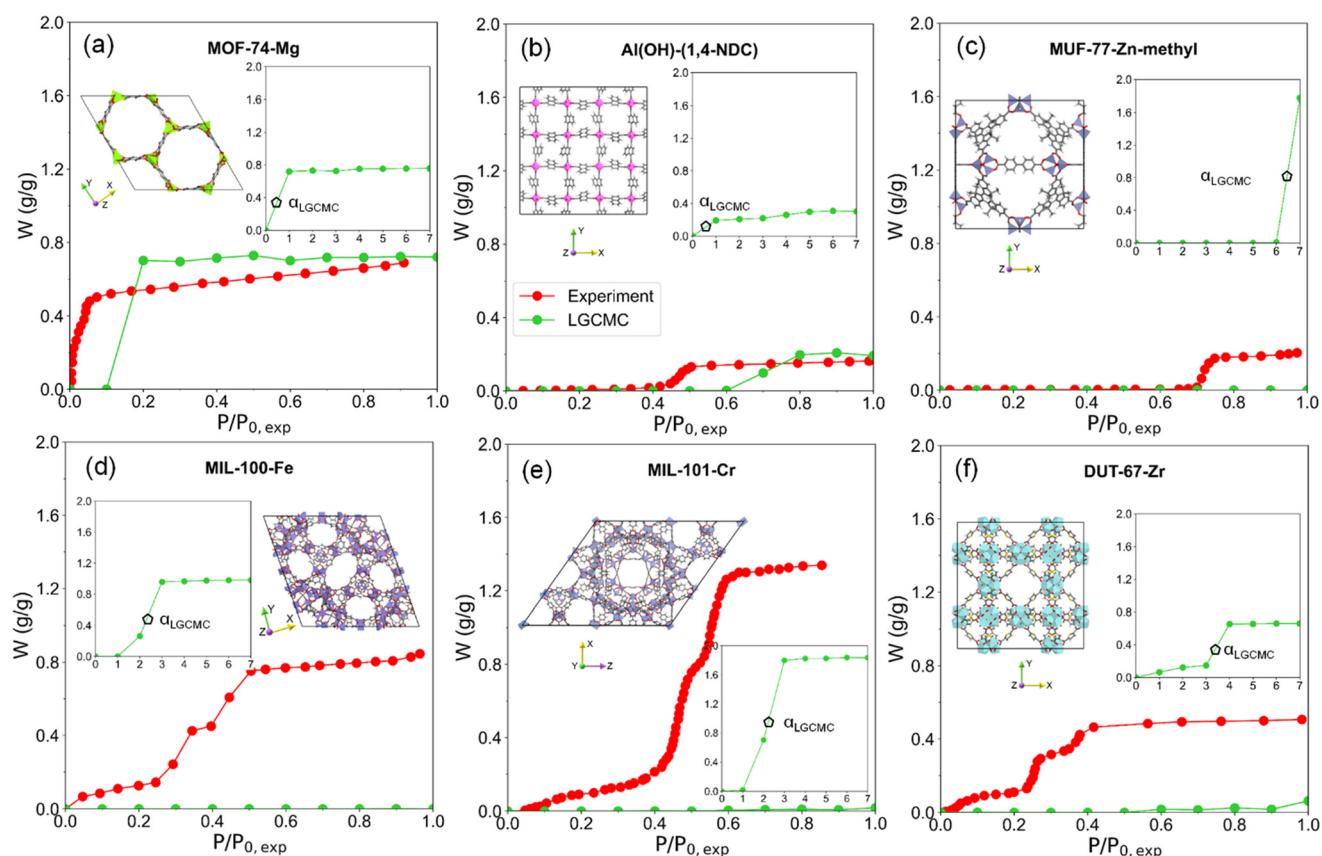 (a) MOF-74-Mg
W (g/g)
2.0
1.6
1.2
0.8
0.4
0.0
0.0 0.2 0.4 0.6 0.8 1.0
P/P0, exp
2.0
1.6
1.2
0.8
0.4
0.0
0 1 2 3 4 5 6 7
αLGCMC
Y X Z
(b) Al(OH)-(1,4-NDC)
W (g/g)
2.0
1.6
1.2
0.8
0.4
0.0
0.0 0.2 0.4 0.6 0.8 1.0
P/P0, exp
2.0
1.6
1.2
0.8
0.4
0.0
0 1 2 3 4 5 6 7
αLGCMC
Y Z X
Experiment
LGCMC
(c) MUF-77-Zn-methyl
W (g/g)
2.0
1.6
1.2
0.8
0.4
0.0
0.0 0.2 0.4 0.6 0.8 1.0
P/P0, exp
2.0
1.6
1.2
0.8
0.4
0.0
0 1 2 3 4 5 6 7
αLGCMC
Y Z X
(d) MIL-100-Fe
W (g/g)
2.0
1.6
1.2
0.8
0.4
0.0
0.0 0.2 0.4 0.6 0.8 1.0
P/P0, exp
2.0
1.6
1.2
0.8
0.4
0.0
0 1 2 3 4 5 6 7
αLGCMC
Y X Z
(e) MIL-101-Cr
W (g/g)
2.0
1.6
1.2
0.8
0.4
0.0
0.0 0.2 0.4 0.6 0.8 1.0
P/P0, exp
2.0
1.6
1.2
0.8
0.4
0.0
0 1 2 3 4 5 6 7
αLGCMC
X Y Z
(f) DUT-67-Zr
W (g/g)
2.0
1.6
1.2
0.8
0.4
0.0
0.0 0.2 0.4 0.6 0.8 1.0
P/P0, exp
2.0
1.6
1.2
0.8
0.4
0.0
0 1 2 3 4 5 6 7
αLGCMC
Y Z X